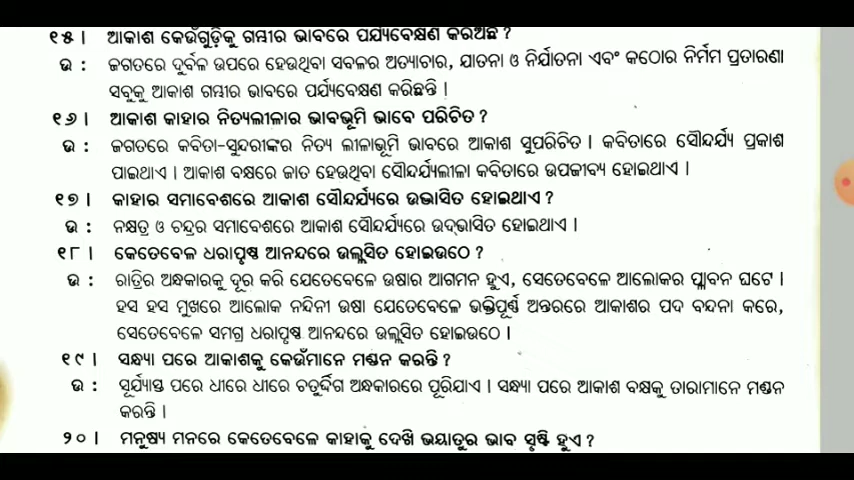 ୧୫। ଆକାଶ କେଉଁଗୁଡ଼ିକୁ ଗମ୍ଭୀର ଭାବରେ ପର୍ଯ୍ୟବେକ୍ଷଣ କରିଅଛି ?
ଉ : ଜଗତରେ ଦୁର୍ବଳ ଉପରେ ହେଉଥିବା ସବଳର ଅତ୍ୟାଚାର, ଯାତନା ଓ ନିର୍ଯାତନା ଏବଂ କଠୋର ନିର୍ମମ ପ୍ରତାରଣା
ସବୁକୁ ଆକାଶ ଗମ୍ଭୀର ଭାବରେ ପର୍ଯ୍ୟବେକ୍ଷଣ କରିଛନ୍ତି।
୧୬। ଆକାଶ କାହାର ନିତ୍ୟଲୀଳାର ଭାବଭୂମି ଭାବେ ପରିଚିତ ?
ଉ : ଜଗତରେ କବିତା-ସୁନ୍ଦରୀଙ୍କର ନିତ୍ୟ ଲୀଳାଭୂମି ଭାବରେ ଆକାଶ ସୁପରିଚିତ। କବିତାରେ ସୌନ୍ଦର୍ଯ୍ୟ ପ୍ରକାଶ
ପାଇଥାଏ। ଆକାଶ ବକ୍ଷରେ ଜାତ ହେଉଥିବା ସୌନ୍ଦର୍ଯ୍ୟଲୀଳା କବିତାରେ ଉପଜୀବ୍ୟ ହୋଇଥାଏ।
୧୭। କାହାର ସମାବେଶରେ ଆକାଶ ସୌନ୍ଦର୍ଯ୍ୟରେ ଉଦ୍ଭାସିତ ହୋଇଥାଏ ?
ଉ : ନକ୍ଷତ୍ର ଓ ଚନ୍ଦ୍ରର ସମାବେଶରେ ଆକାଶ ସୌନ୍ଦର୍ଯ୍ୟରେ ଉଦ୍‌ଭାସିତ ହୋଇଥାଏ।
୧୮। କେତେବେଳ ଧରାପୃଷ୍ଠ ଆନନ୍ଦରେ ଉଲ୍ଲସିତ ହୋଇଉଠେ ?
ଉ : ରାତ୍ରିର ଅନ୍ଧକାରକୁ ଦୂର କରି ଯେତେବେଳେ ଉଷାର ଆଗମନ ହୁଏ, ସେତେବେଳେ ଆଲୋକର ପ୍ଳାବନ ଘଟେ।
ହସ ହସ ମୁଖରେ ଆଲୋକ ନନ୍ଦିନୀ ଉଷା ଯେତେବେଳେ ଭକ୍ତିପୂର୍ଣ୍ଣ ଅନ୍ତରରେ ଆକାଶର ପଦ ବନ୍ଦନା କରେ,
ସେତେବେଳେ ସମଗ୍ର ଧରାପୃଷ୍ଠ ଆନନ୍ଦରେ ଉଲ୍ଲସିତ ହୋଇଉଠେ।
୧୯। ସନ୍ଧ୍ୟା ପରେ ଆକାଶକୁ କେଉଁମାନେ ମଣ୍ଡନ କରନ୍ତି ?
ଉ : ସୂର୍ଯ୍ୟାସ୍ତ ପରେ ଧୀରେ ଧୀରେ ଚତୁର୍ଦ୍ଦିଗ ଅନ୍ଧକାରରେ ପୂରିଯାଏ। ସନ୍ଧ୍ୟା ପରେ ଆକାଶ ବକ୍ଷକୁ ତାରାମାନେ ମଣ୍ଡନ
କରନ୍ତି।
୨୦। ମନୁଷ୍ୟ ମନରେ କେତେବେଳେ କାହାକୁ ଦେଖି ଭୟାତୁର ଭାବ ସୃଷ୍ଟି ହୁଏ ?